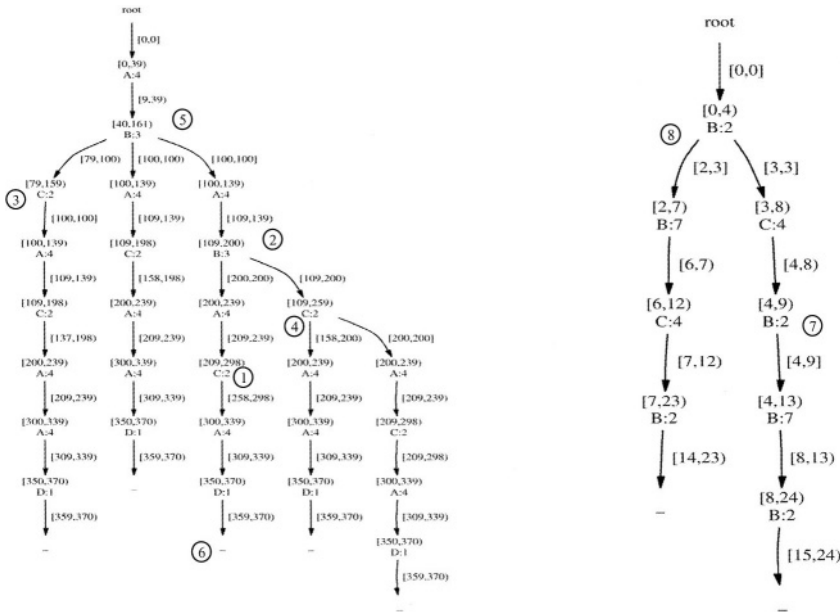 root
[0,0]
[0,39)
A:4
[9,39)
[40,161)
B:3
5
[79,100)
[100,100)
[100,100]
[79,159)
C:2
3
[100,139)
A:4
[100,139)
A:4
[100,100]
[109,139)
[109,139)
[100,139)
A:4
[109,198)
C:2
[109,200)
B:3
2
[109,139)
[158,198)
[200,200)
[109,200)
[109,198)
C:2
[200,239)
A:4
[200,239)
A:4
[109,259)
C:2
4
[137,198)
[209,239)
[209,239)
[158,200)
[200,200]
[200,239)
A:4
[300,339)
A:4
[209,298)
C:2
1
[200,239)
A:4
[200,239)
A:4
[209,239)
[309,339)
[258,298)
[209,239)
[209,239)
[300,339)
A:4
[350,370)
D:1
[300,339)
A:4
[300,339)
A:4
[209,298)
C:2
[309,339)
[359,370)
[309,339)
[309,339)
[209,298)
[350,370)
D:1
–
[350,370)
D:1
[350,370)
D:1
[300,339)
A:4
[359,370)
[359,370)
[359,370)
[309,339)
–
6
–
–
[350,370)
D:1
[359,370)
–
root
[0,0]
[0,4)
B:2
8
[2,3]
[3,3]
[2,7)
B:7
[3,8)
C:4
[6,7)
[4,8)
[6,12)
C:4
[4,9)
B:2
7
[7,12)
[4,9]
[7,23)
B:2
[4,13)
B:7
[14,23)
[8,13)
–
[8,24)
B:2
[15,24)
–